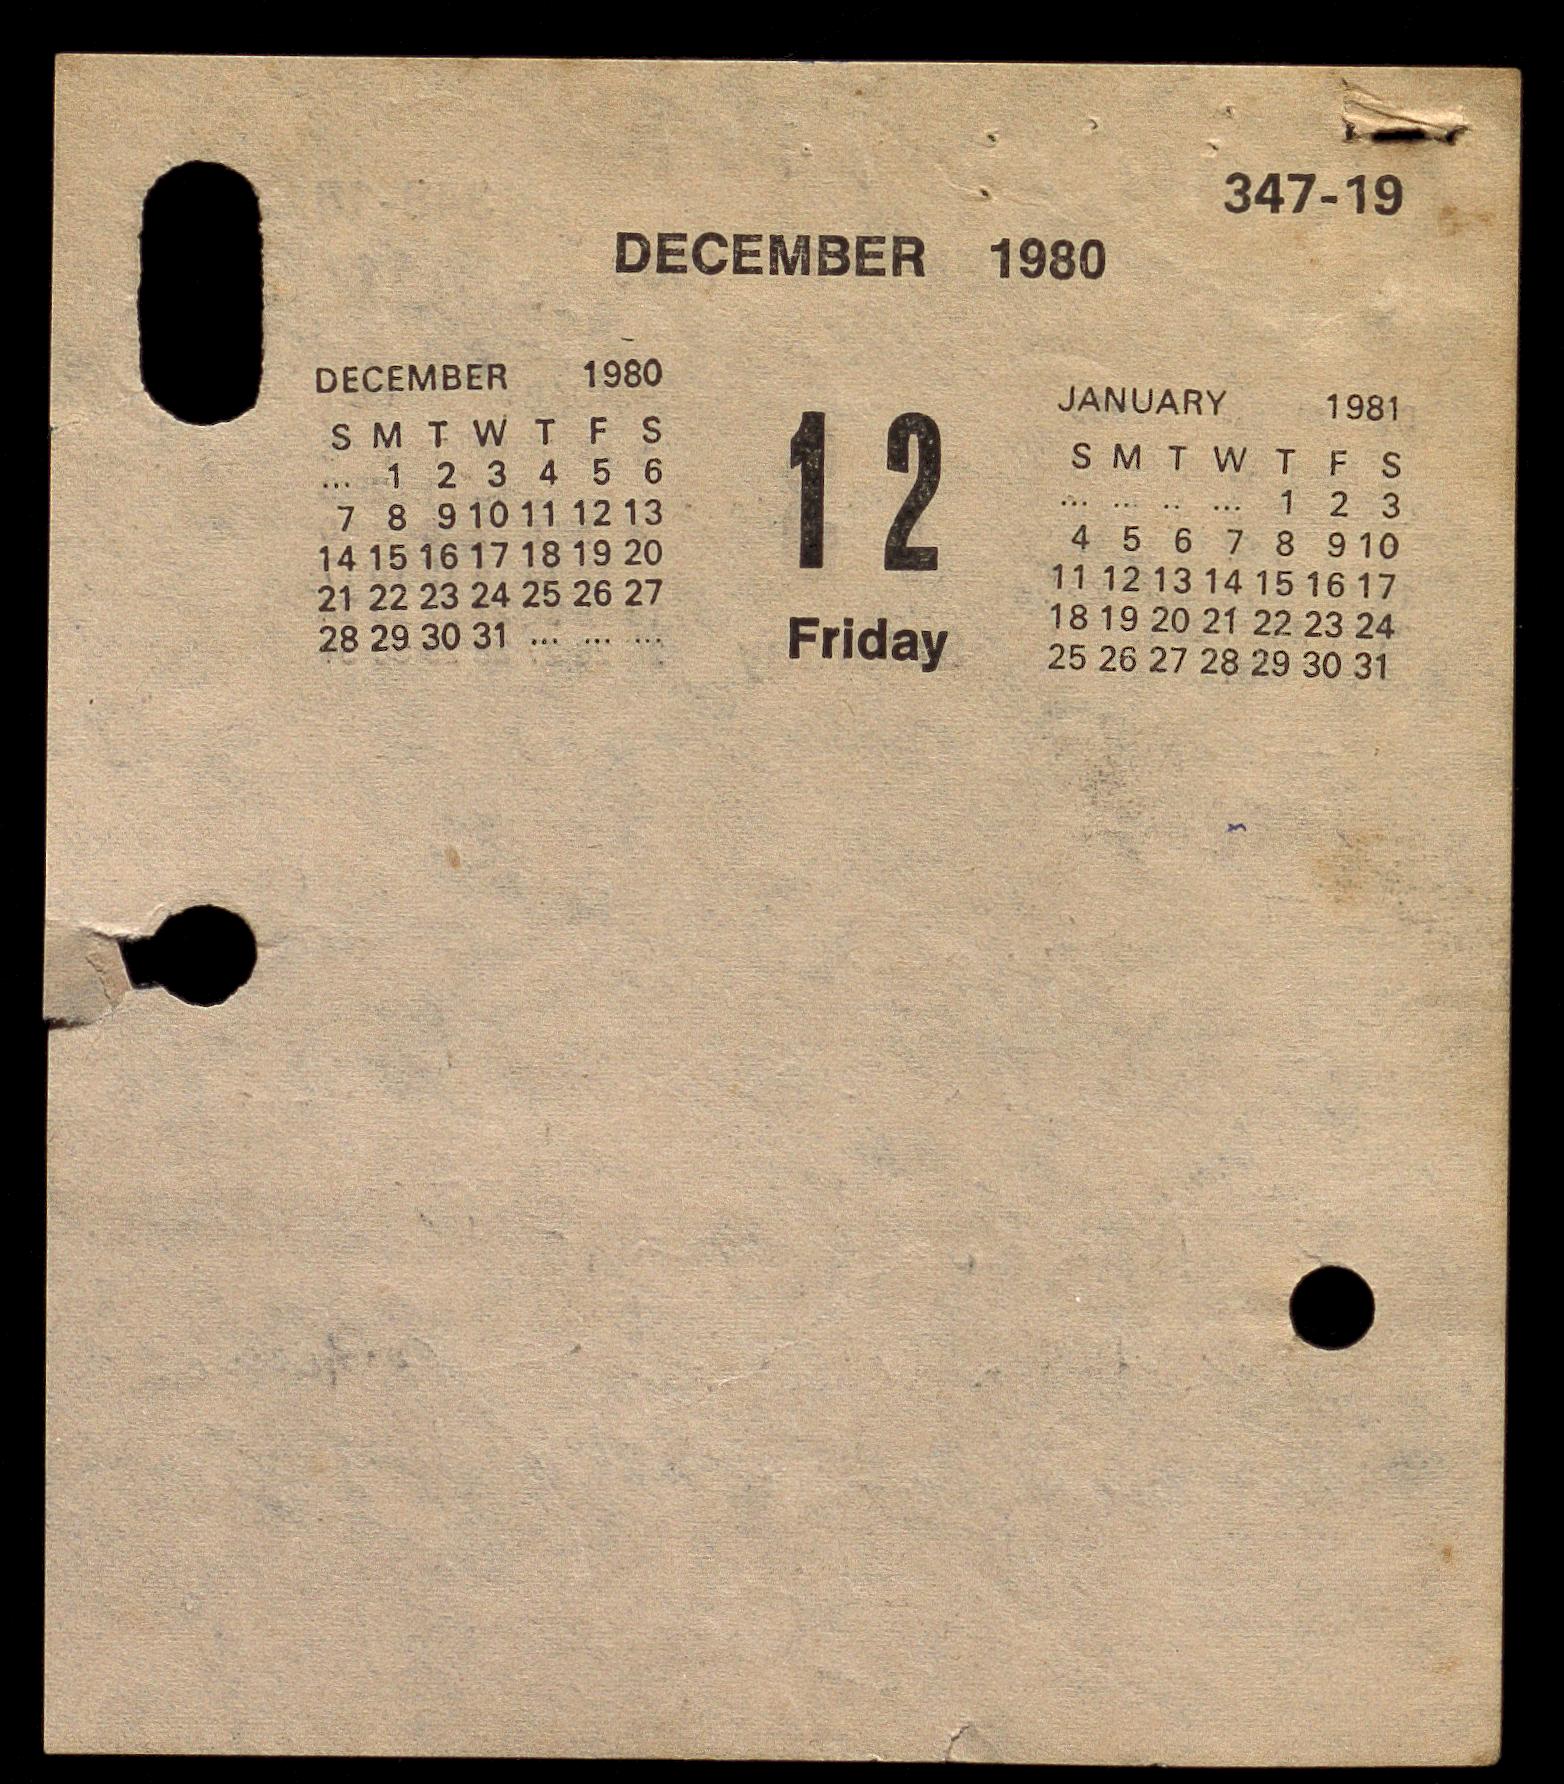 347-19
DECEMBER 1980
DECEMBER 1980
S M T W T F S
... 1 2 3 4 5 6
7 8 9 10 11 12 13
14 15 16 17 18 19 20
21 22 23 24 25 26 27
28 29 30 31 ... ... ...
12
Friday
JANUARY 1981
S M T W T F S
... ... .. ... 1 2 3
4 5 6 7 8 9 10
11 12 13 14 15 16 17
18 19 20 21 22 23 24
25 26 27 28 29 30 31